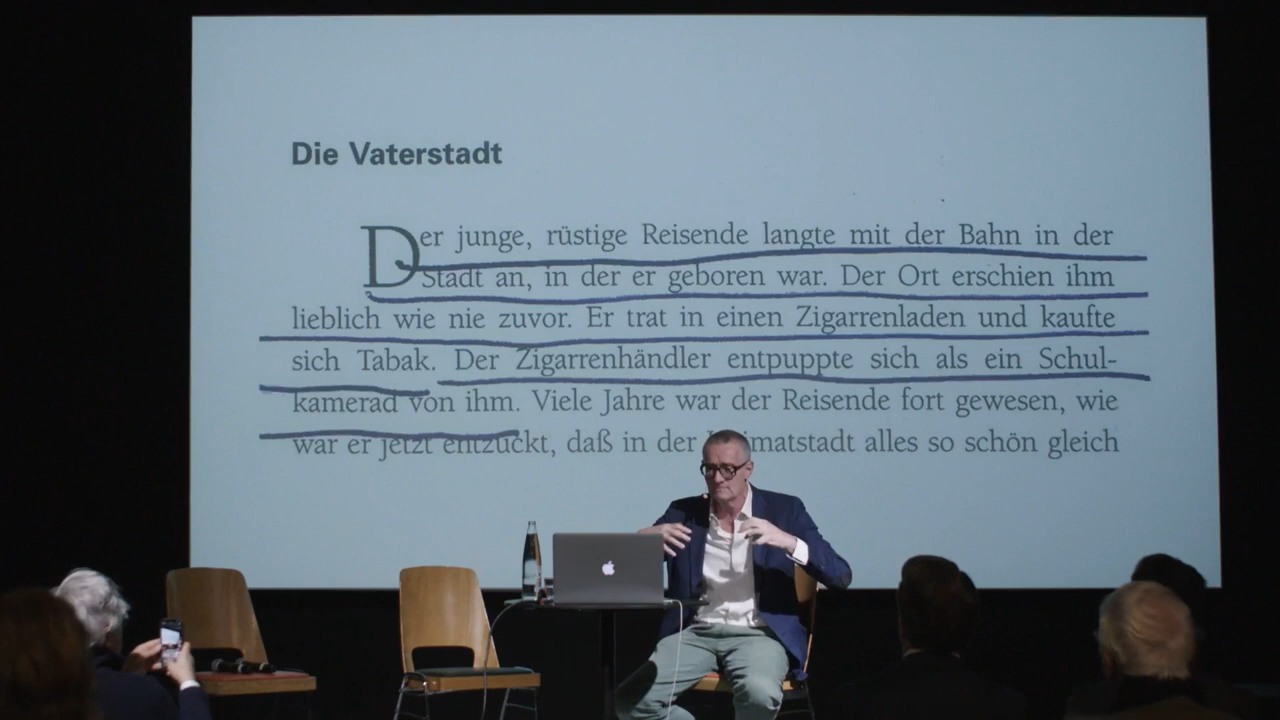 Die Vaterstadt
Der junge, rüstige Reisende langte mit der Bahn in der
Stadt an, in der er geboren war. Der Ort erschien ihm
lieblich wie nie zuvor. Er trat in einen Zigarrenladen und kaufte
sich Tabak. Der Zigarrenhändler entpuppte sich als ein Schul-
kamerad von ihm. Viele Jahre war der Reisende fort gewesen, wie
war er jetzt entzückt, daß in der imatstadt alles so schön gleich